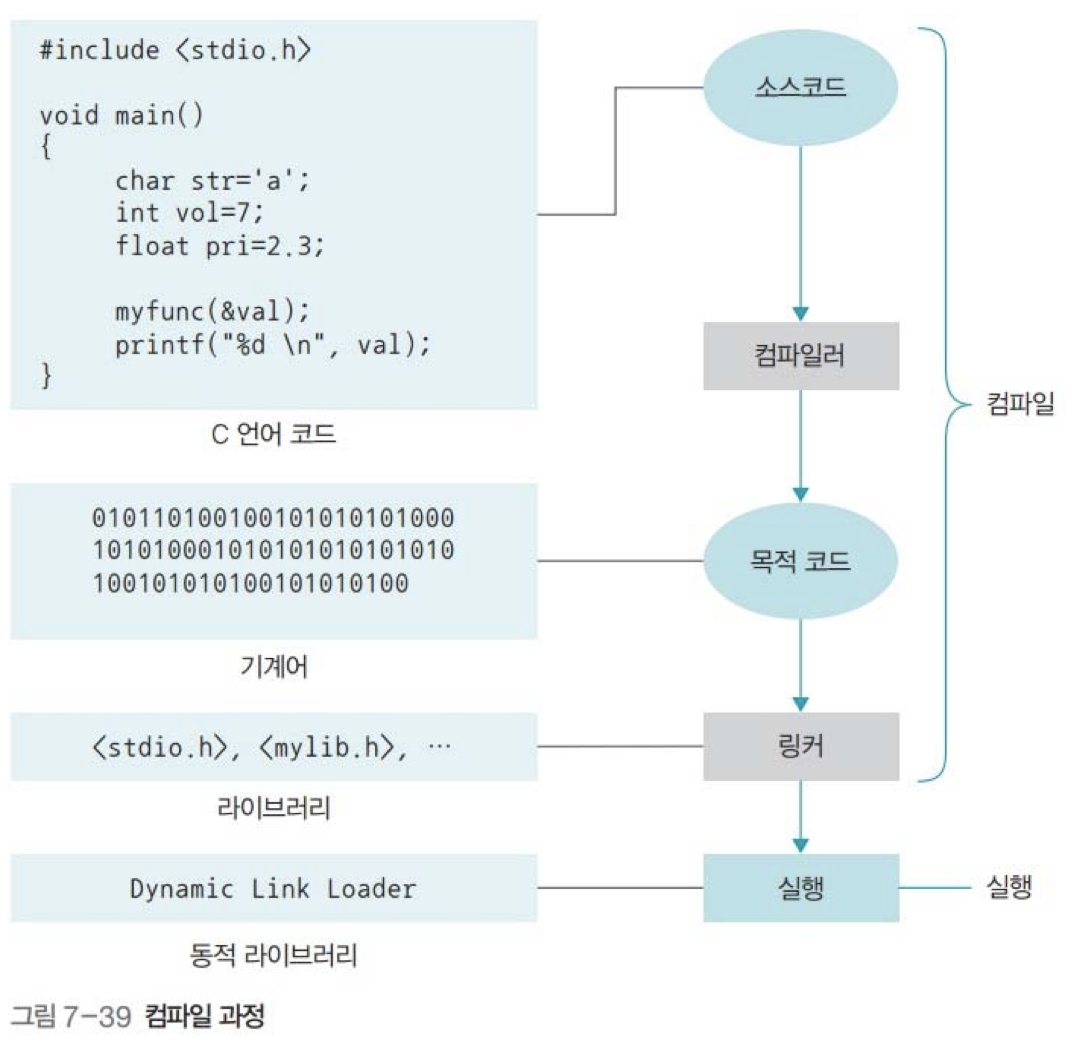 #include <stdio.h>
void main()
{
char str='a';
int vol=7;
float pri=2.3;
myfunc(&val);
printf("%d \n", val);
}
C 언어 코드
소스코드
컴파일러
컴파일
010110100100101010101000
101010001010101010101010
100101010100101010100
기계어
목적 코드
<stdio.h>, <mylib.h>, …
라이브러리
링커
Dynamic Link Loader
동적 라이브러리
실행
실행
그림 7-39 컴파일 과정